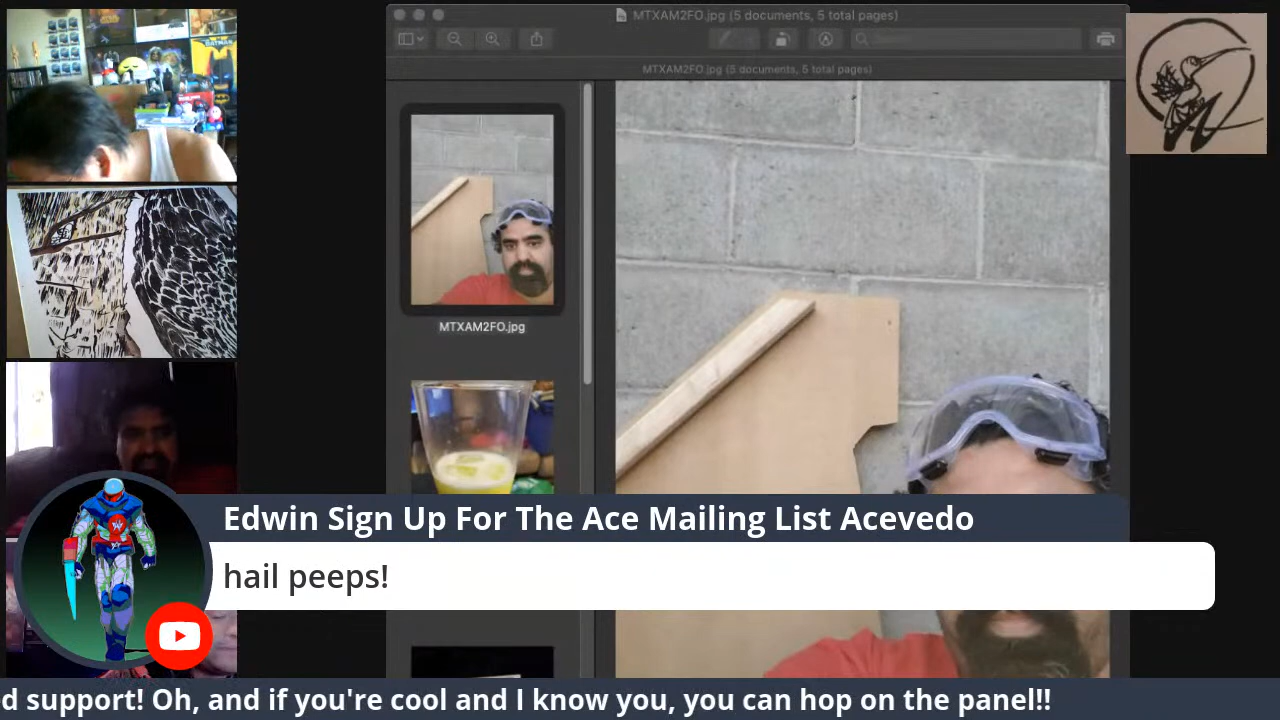 MTXAM2FO.jpg (5 documents, 5 total pages)
MTXAM2FO.jpg (5 documents, 5 total pages)
MTXAM2FO.jpg
Edwin Sign Up For The Ace Mailing List Acevedo
hail peeps!
d support! Oh, and if you're cool and I know you, you can hop on the panel!!